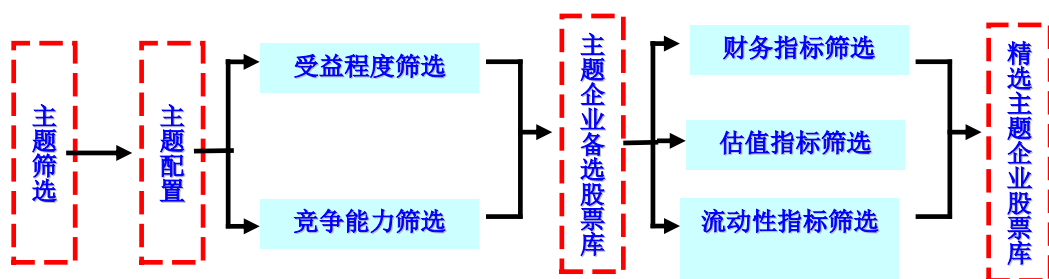 主题筛选
主题配置
受益程度筛选
竞争能力筛选
主题企业备选股票库
财务指标筛选
估值指标筛选
流动性指标筛选
精选主题企业股票库